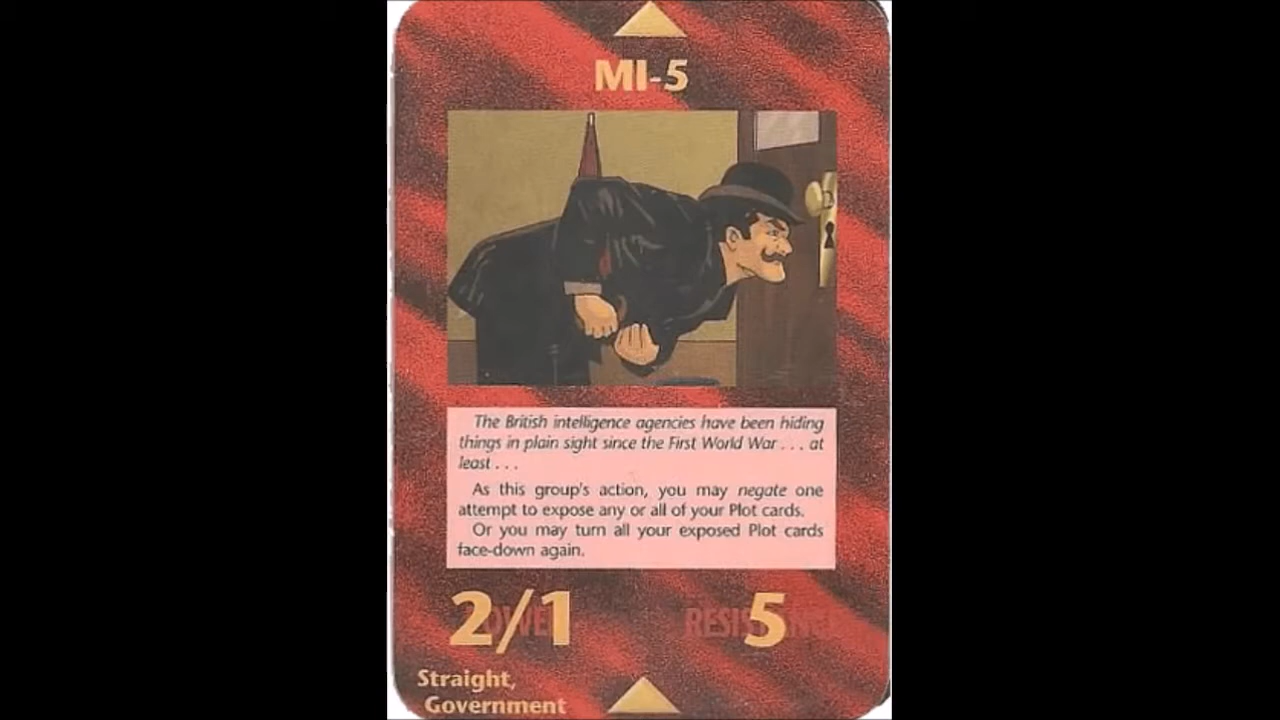 MI-5
The British intelligence agencies have been hiding
things in plain sight since the First World War . . . at
least . . .
As this group's action, you may negate one
attempt to expose any or all of your Plot cards.
Or you may turn all your exposed Plot cards
face-down again.
POWER RESISTANCE
2/1 5
Straight,
Government